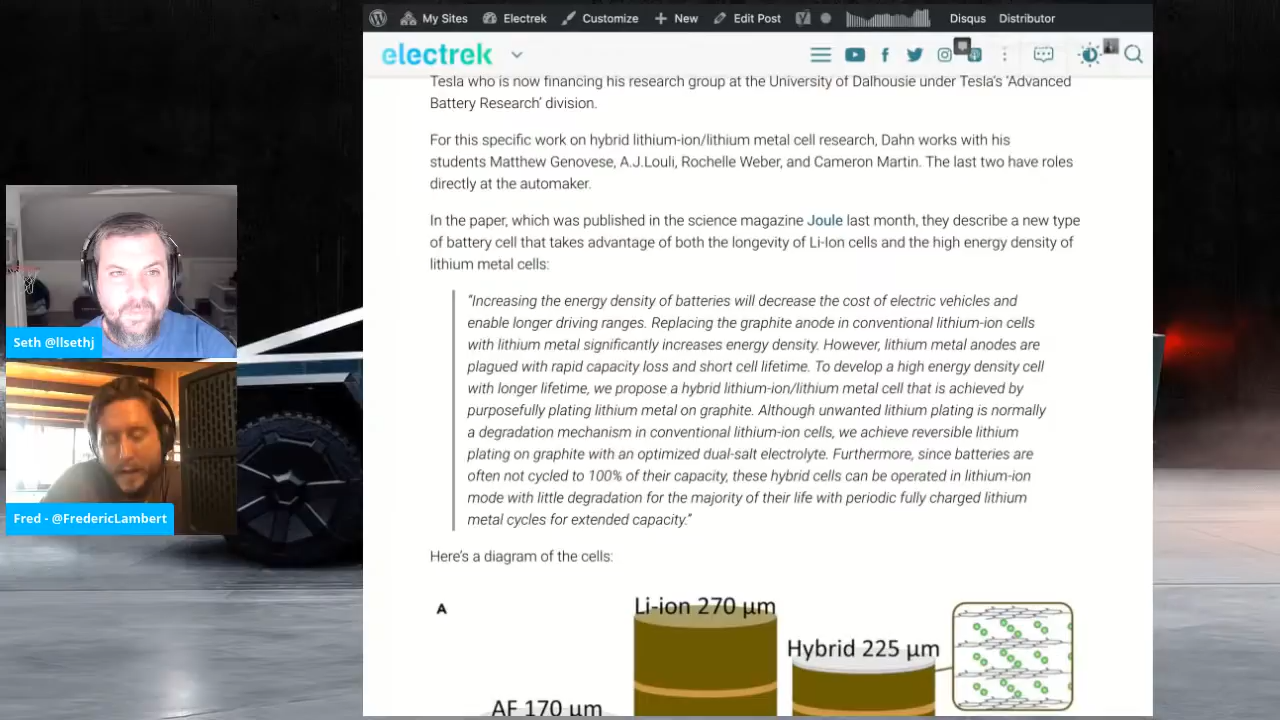 My Sites Electrek Customize New Edit Post Disqus Distributor
electrek
Tesla who is now financing his research group at the University of Dalhousie under Tesla's 'Advanced
Battery Research' division.
For this specific work on hybrid lithium-ion/lithium metal cell research, Dahn works with his
students Matthew Genovese, A.J.Louli, Rochelle Weber, and Cameron Martin. The last two have roles
directly at the automaker.
In the paper, which was published in the science magazine Joule last month, they describe a new type
of battery cell that takes advantage of both the longevity of Li-Ion cells and the high energy density of
lithium metal cells:
"Increasing the energy density of batteries will decrease the cost of electric vehicles and
enable longer driving ranges. Replacing the graphite anode in conventional lithium-ion cells
with lithium metal significantly increases energy density. However, lithium metal anodes are
plagued with rapid capacity loss and short cell lifetime. To develop a high energy density cell
with longer lifetime, we propose a hybrid lithium-ion/lithium metal cell that is achieved by
purposefully plating lithium metal on graphite. Although unwanted lithium plating is normally
a degradation mechanism in conventional lithium-ion cells, we achieve reversible lithium
plating on graphite with an optimized dual-salt electrolyte. Furthermore, since batteries are
often not cycled to 100% of their capacity, these hybrid cells can be operated in lithium-ion
mode with little degradation for the majority of their life with periodic fully charged lithium
metal cycles for extended capacity."
Here's a diagram of the cells:
A
Li-ion 270 µm
Hybrid 225 µm
AF 170 µm
Seth @llsethj
Fred - @FredericLambert